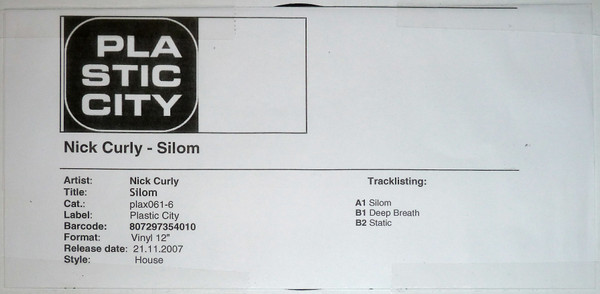 PLA
STIC
CITY
Nick Curly - Silom
Artist: Nick Curly
Title: Silom
Cat.: plax061-6
Label: Plastic City
Barcode: 807297354010
Format: Vinyl 12"
Release date: 21.11.2007
Style: House
Tracklisting:
A1 Silom
B1 Deep Breath
B2 Static